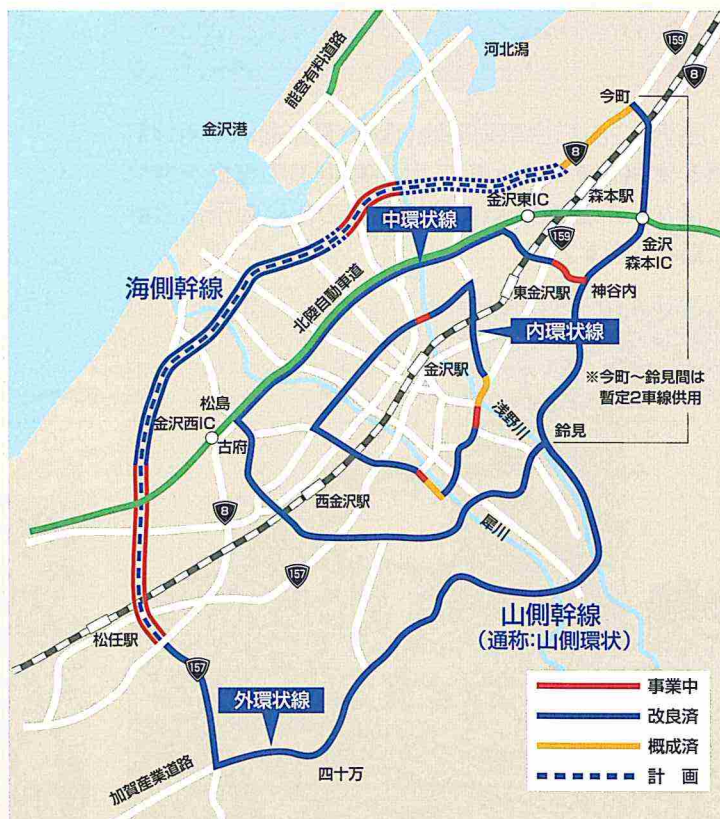 河北潟
159
8
能登有料道路
今町
金沢港
8
金沢東IC
森本駅
中環状線
159
金沢
森本IC
海側幹線
北陸自動車道
東金沢駅
神谷内
内環状線
金沢駅
※今町～鈴見間は
暫定2車線供用
松島
金沢西IC
古府
浅野川
鈴見
西金沢駅
8
犀川
157
松任駅
山側幹線
(通称:山側環状)
157
外環状線
加賀産業道路
四十万
事業中
改良済
概成済
計 画